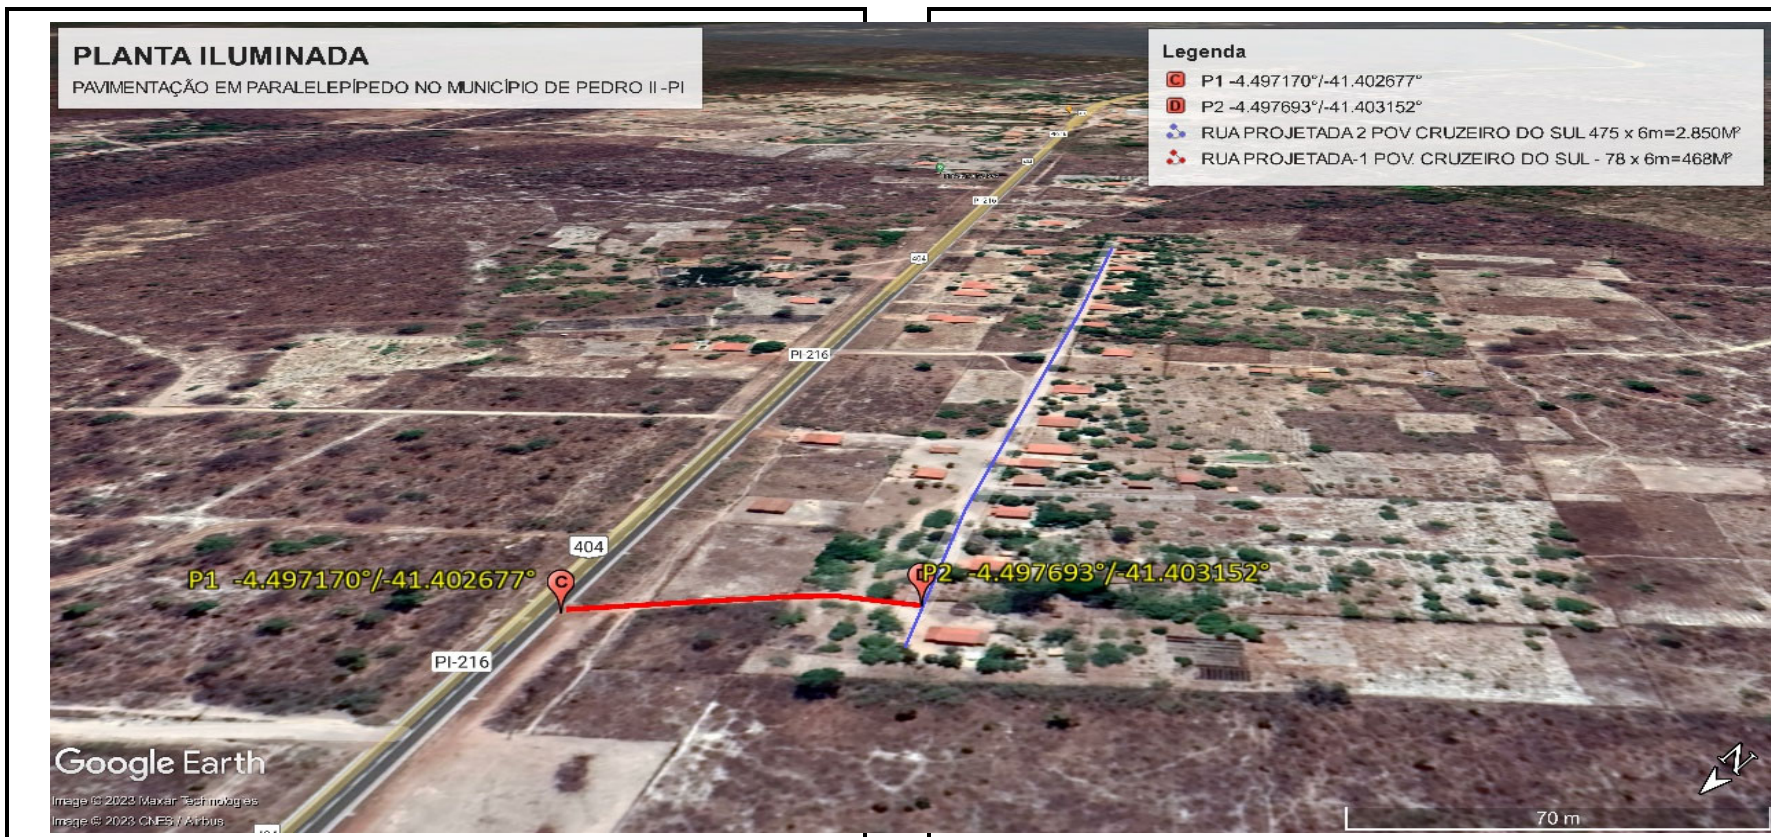 PLANTA ILUMINADA
PAVIMENTAÇÃO EM PARALELEPÍPEDO NO MUNICÍPIO DE PEDRO II -PI
Legenda
C P1 -4.497170°/-41.402677°
D P2 -4.497693°/-41.403152°
RUA PROJETADA 2 POV CRUZEIRO DO SUL 475 x 6m=2.850M²
RUA PROJETADA-1 POV. CRUZEIRO DO SUL - 78 x 6m=468M²
PI-216
404
PI-216
404
P1 -4.497170°/-41.402677°
C
P2 -4.497693°/-41.403152°
PI-216
Google Earth
Image © 2023 Maxar Technologies
Image © 2023 CNES / Airbus
N
70 m